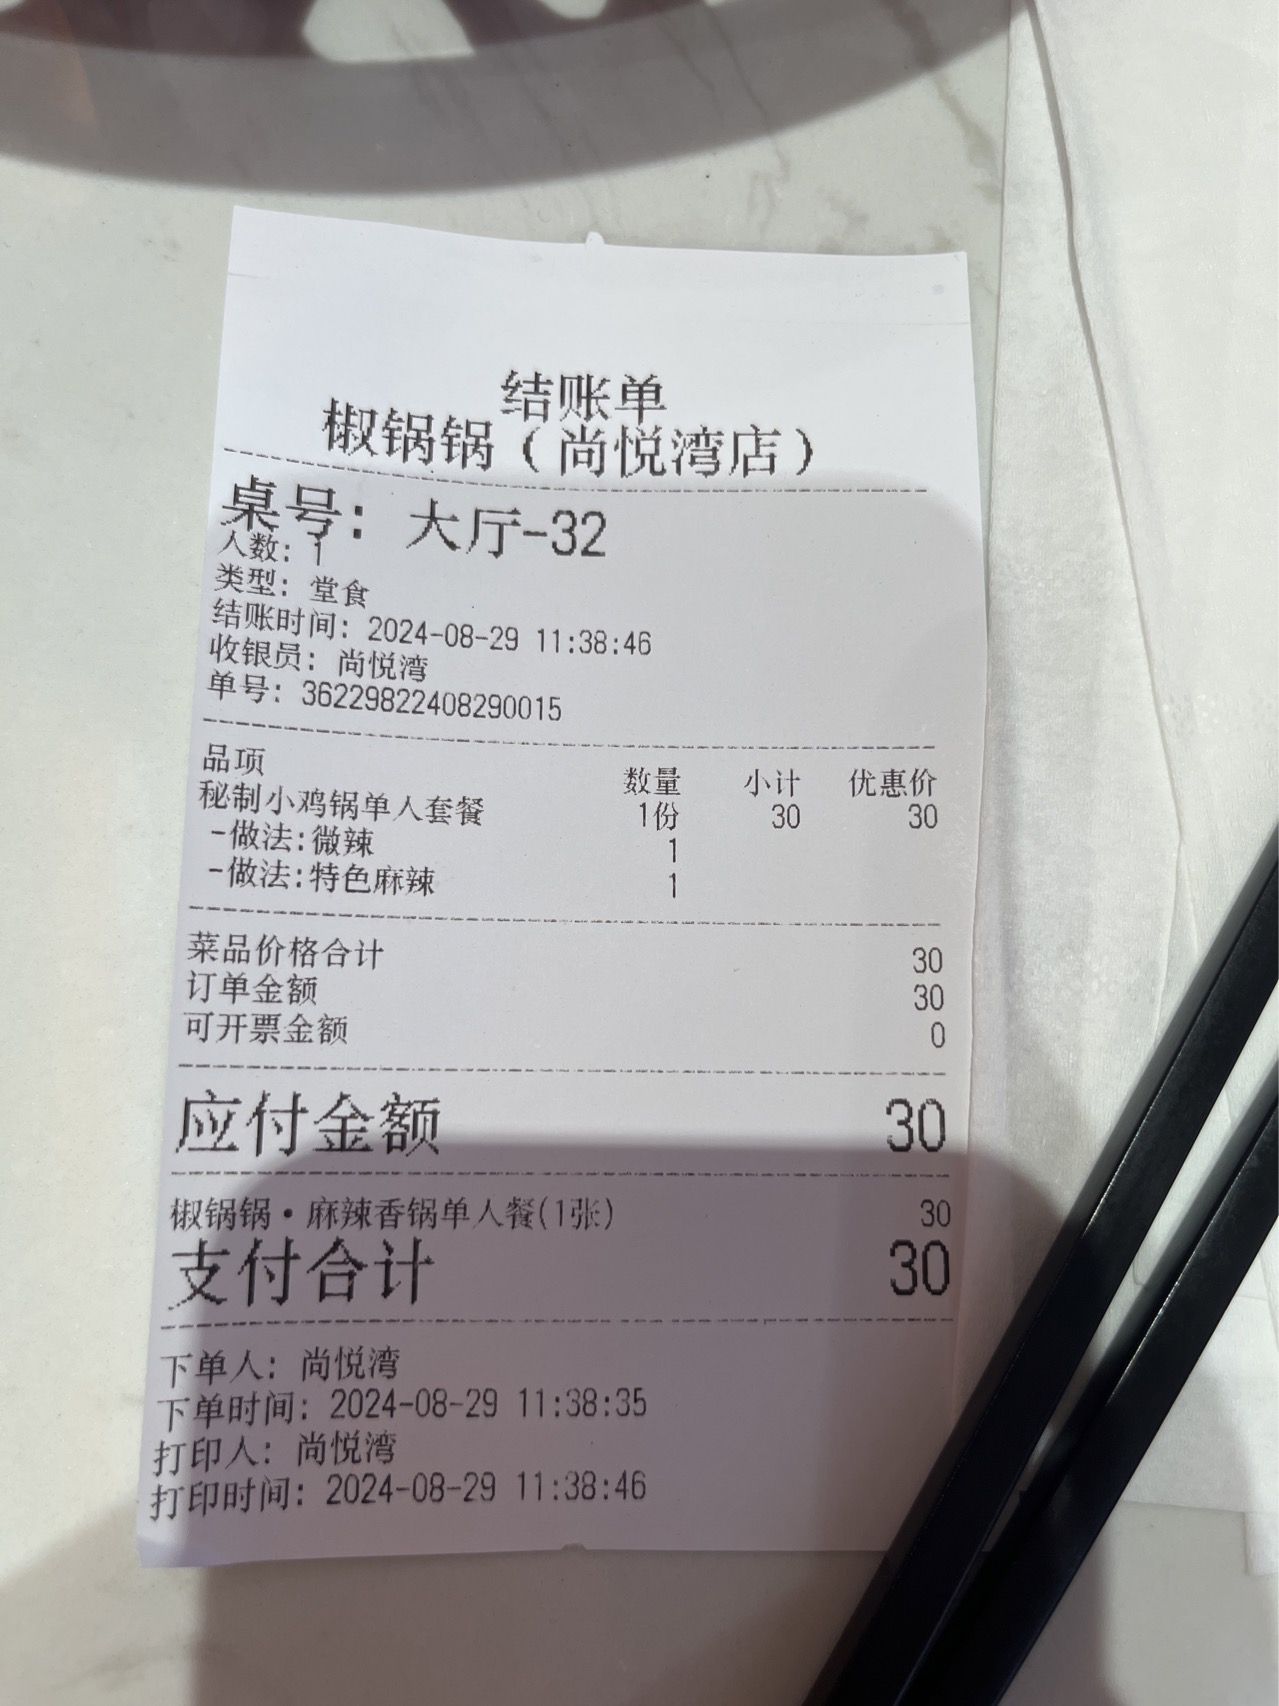 结账单
椒锅锅（尚悦湾店）
桌号：大厅-32
人数：1
类型：堂食
结账时间：2024-08-29 11:38:46
收银员：尚悦湾
单号：36229822408290015
品项 数量 小计 优惠价
秘制小鸡锅单人套餐 1份 30 30
-做法:微辣 1
-做法:特色麻辣 1
菜品价格合计 30
订单金额 30
可开票金额 0
应付金额 30
椒锅锅•麻辣香锅单人餐(1张) 30
支付合计 30
下单人：尚悦湾
下单时间：2024-08-29 11:38:35
打印人：尚悦湾
打印时间：2024-08-29 11:38:46